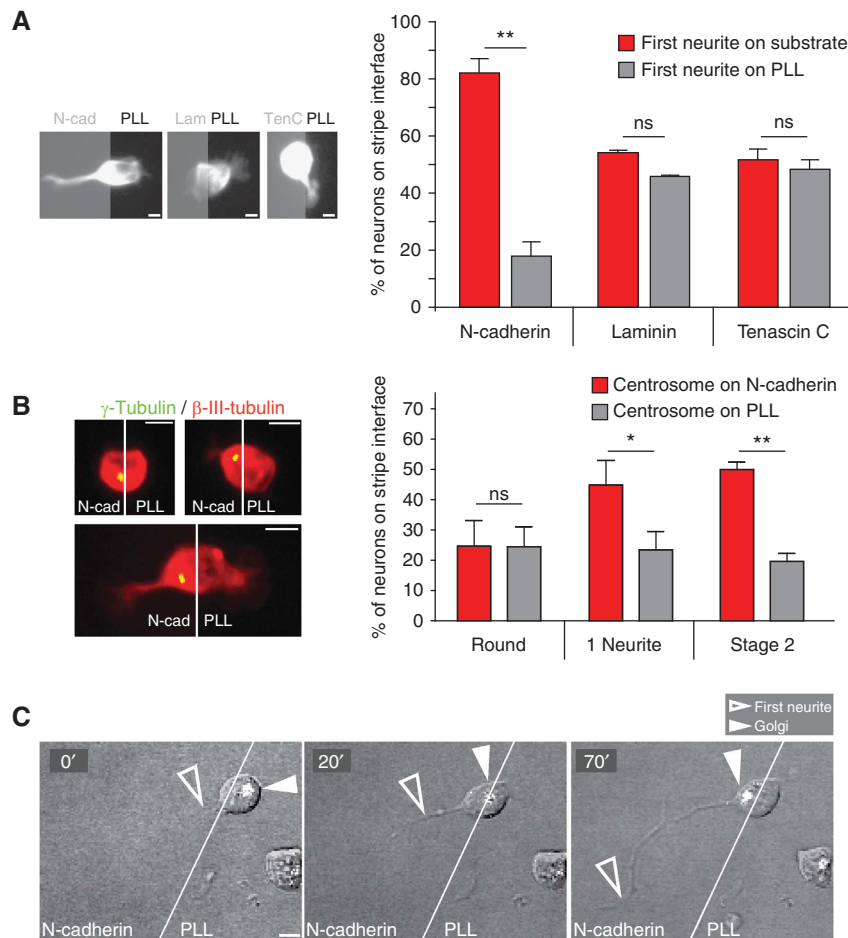 A
N-cad PLL Lam PLL TenC PLL
% of neurons on stripe interface
100
80
60
40
20
0
First neurite on substrate
First neurite on PLL
**
ns
ns
N-cadherin Laminin Tenascin C
B
γ-Tubulin / β-III-tubulin
N-cad PLL
N-cad PLL
N-cad PLL
% of neurons on stripe interface
70
60
50
40
30
20
10
0
Centrosome on N-cadherin
Centrosome on PLL
ns
*
**
Round 1 Neurite Stage 2
C
First neurite
Golgi
0′
20′
70′
N-cadherin PLL
N-cadherin PLL
N-cadherin PLL